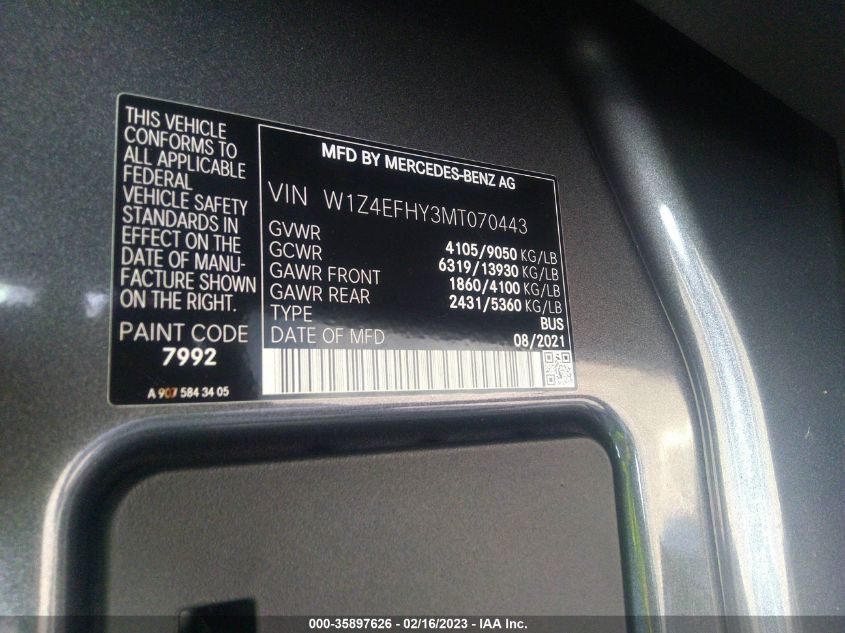 THIS VEHICLE
CONFORMS TO
ALL APPLICABLE
FEDERAL
VEHICLE SAFETY
STANDARDS IN
EFFECT ON THE
DATE OF MANU-
FACTURE SHOWN
ON THE RIGHT.
PAINT CODE
7992
A 907 584 34 05
MFD BY MERCEDES-BENZ AG
VIN W1Z4EFHY3MT070443
GVWR 4105/9050 KG/LB
GCWR 6319/13930 KG/LB
GAWR FRONT 1860/4100 KG/LB
GAWR REAR 2431/5360 KG/LB
TYPE BUS
DATE OF MFD 08/2021
000-35897626 - 02/16/2023 - IAA Inc.